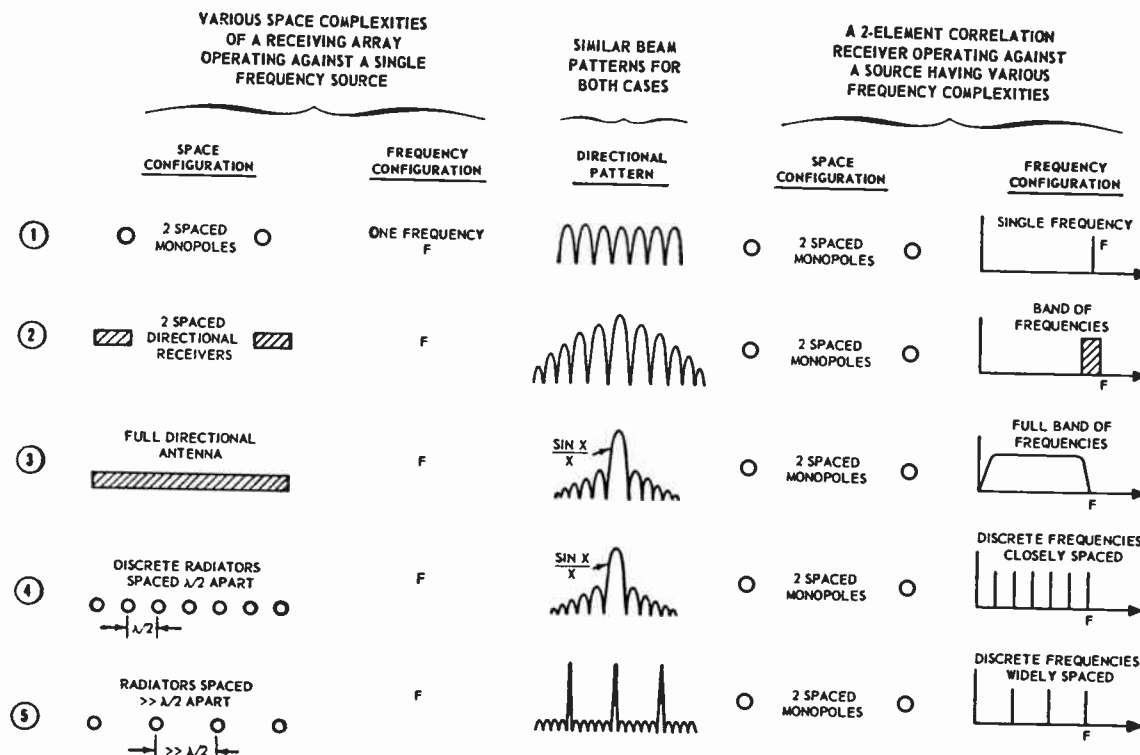 VARIOUS SPACE COMPLEXITIES
OF A RECEIVING ARRAY
OPERATING AGAINST A SINGLE
FREQUENCY SOURCE
SIMILAR BEAM
PATTERNS FOR
BOTH CASES
A 2-ELEMENT CORRELATION
RECEIVER OPERATING AGAINST
A SOURCE HAVING VARIOUS
FREQUENCY COMPLEXITIES
SPACE
CONFIGURATION
FREQUENCY
CONFIGURATION
DIRECTIONAL
PATTERN
SPACE
CONFIGURATION
FREQUENCY
CONFIGURATION
1
2 SPACED
MONOPOLES
ONE FREQUENCY
F
2 SPACED
MONOPOLES
SINGLE FREQUENCY
F
2
2 SPACED
DIRECTIONAL
RECEIVERS
F
2 SPACED
MONOPOLES
BAND OF
FREQUENCIES
F
3
FULL DIRECTIONAL
ANTENNA
F
SIN X
X
2 SPACED
MONOPOLES
FULL BAND OF
FREQUENCIES
F
4
DISCRETE RADIATORS
SPACED λ/2 APART
λ/2
F
SIN X
X
2 SPACED
MONOPOLES
DISCRETE FREQUENCIES
CLOSELY SPACED
F
5
RADIATORS SPACED
>> λ/2 APART
>> λ/2
F
2 SPACED
MONOPOLES
DISCRETE FREQUENCIES
WIDELY SPACED
F